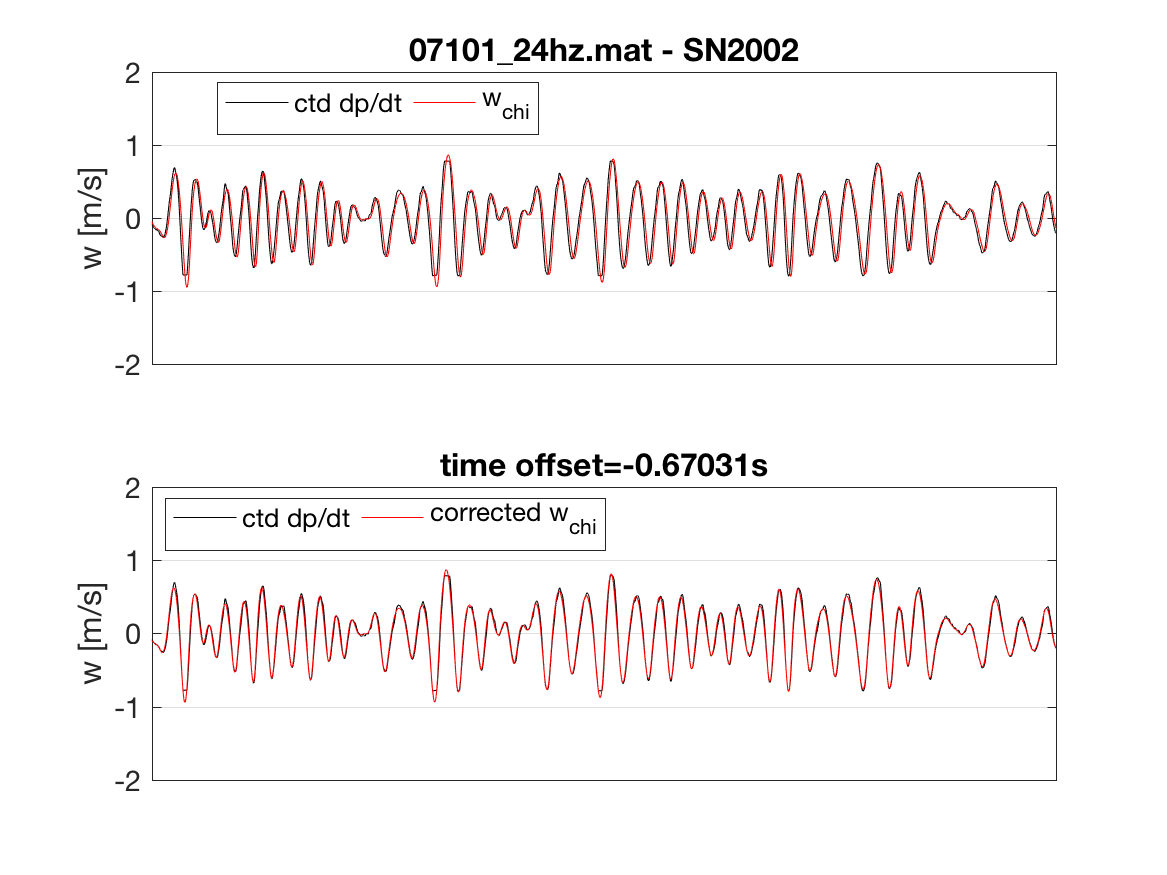 07101_24hz.mat - SN2002
2
ctd dp/dt w_chi
1
w [m/s]
0
-1
-2
time offset=-0.67031s
2
ctd dp/dt corrected w_chi
1
w [m/s]
0
-1
-2